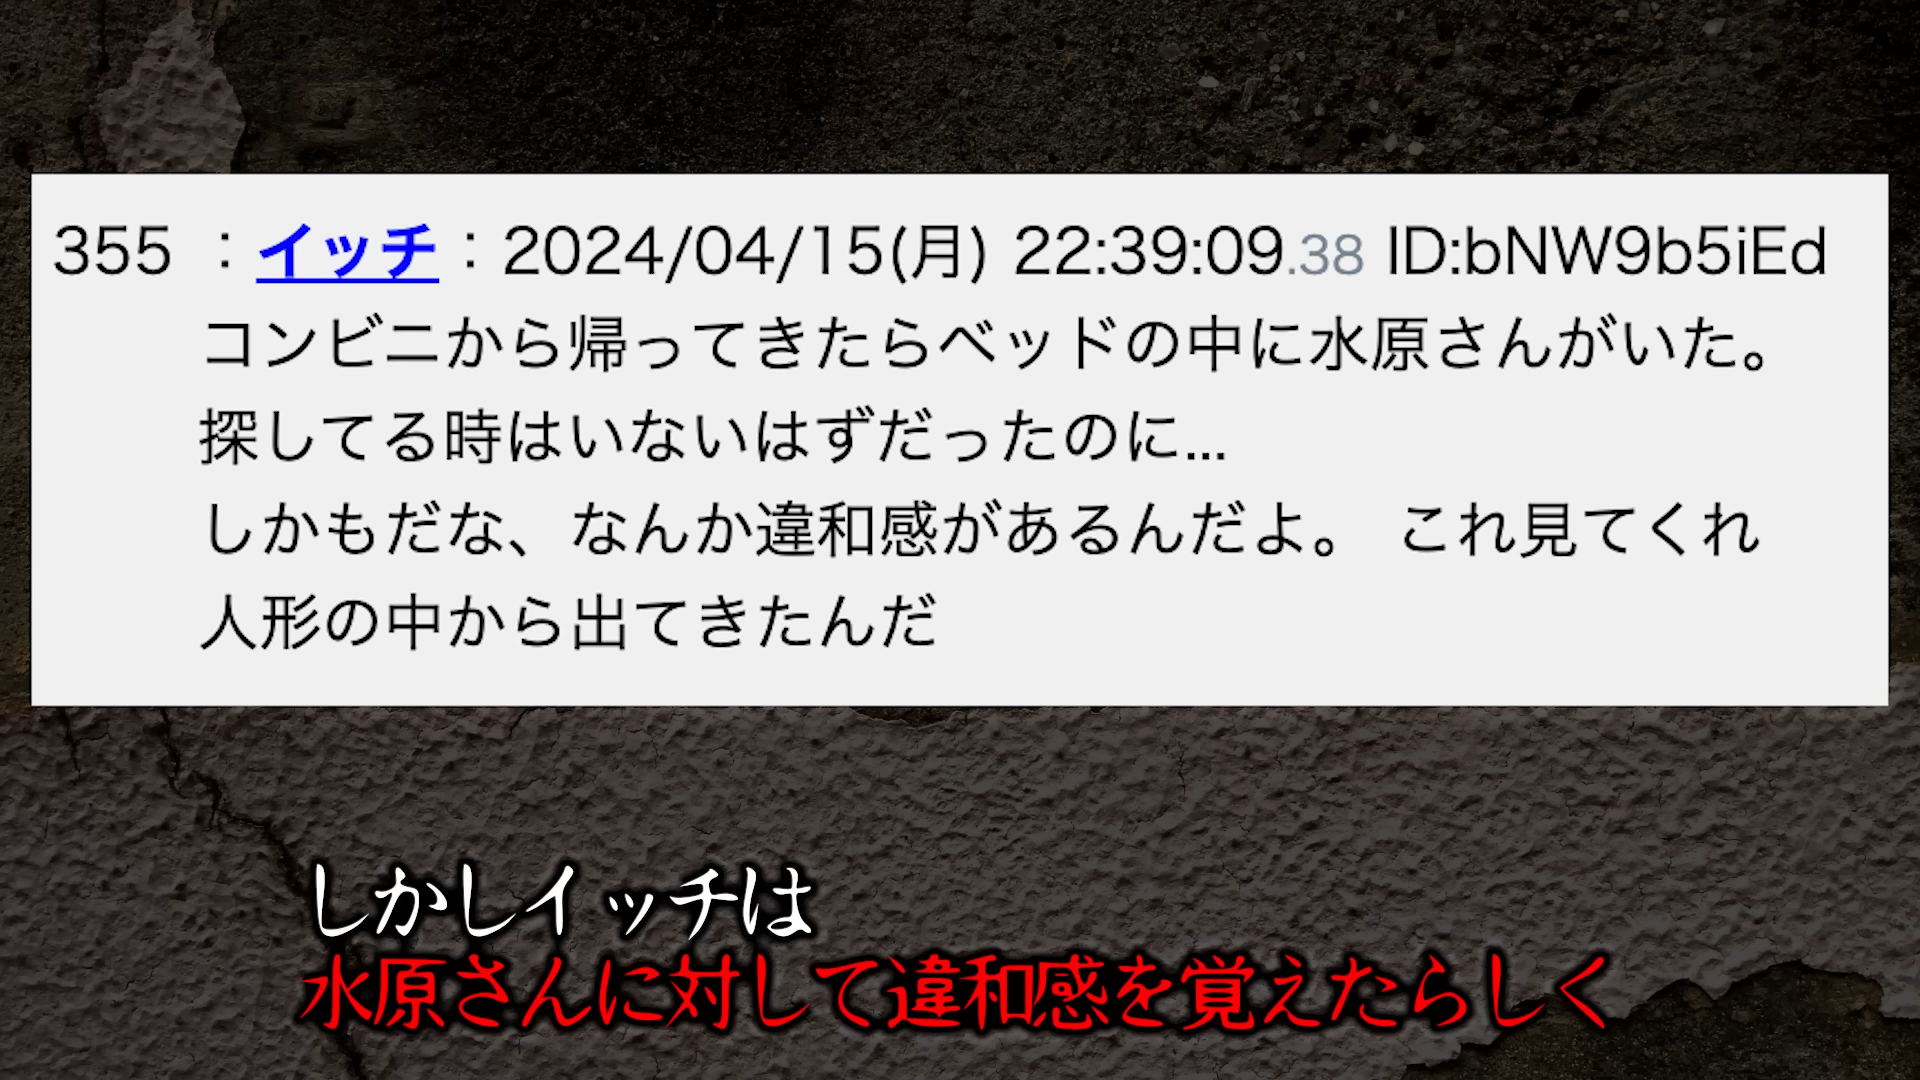 355 ：イッチ：2024/04/15(月) 22:39:09.38 ID:bNW9b5iEd
コンビニから帰ってきたらベッドの中に水原さんがいた。
探してる時はいないはずだったのに...
しかもだな、なんか違和感があるんだよ。 これ見てくれ
人形の中から出てきたんだ
しかしイッチは
水原さんに対して違和感を覚えたらしく